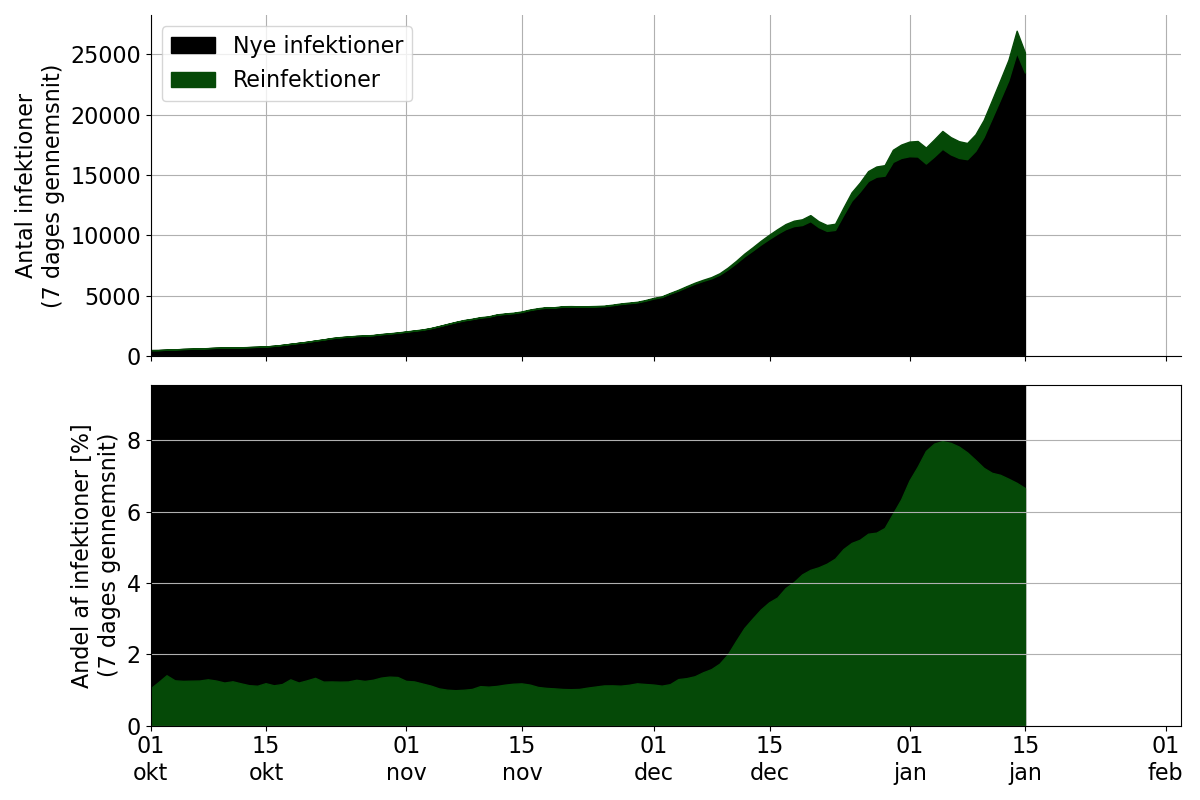 Antal infektioner
(7 dages gennemsnit)
25000
20000
15000
10000
5000
0
Nye infektioner
Reinfektioner
Andel af infektioner [%]
(7 dages gennemsnit)
8
6
4
2
0
01 15 01 15 01 15 01 15 01
okt okt nov nov dec dec jan jan feb